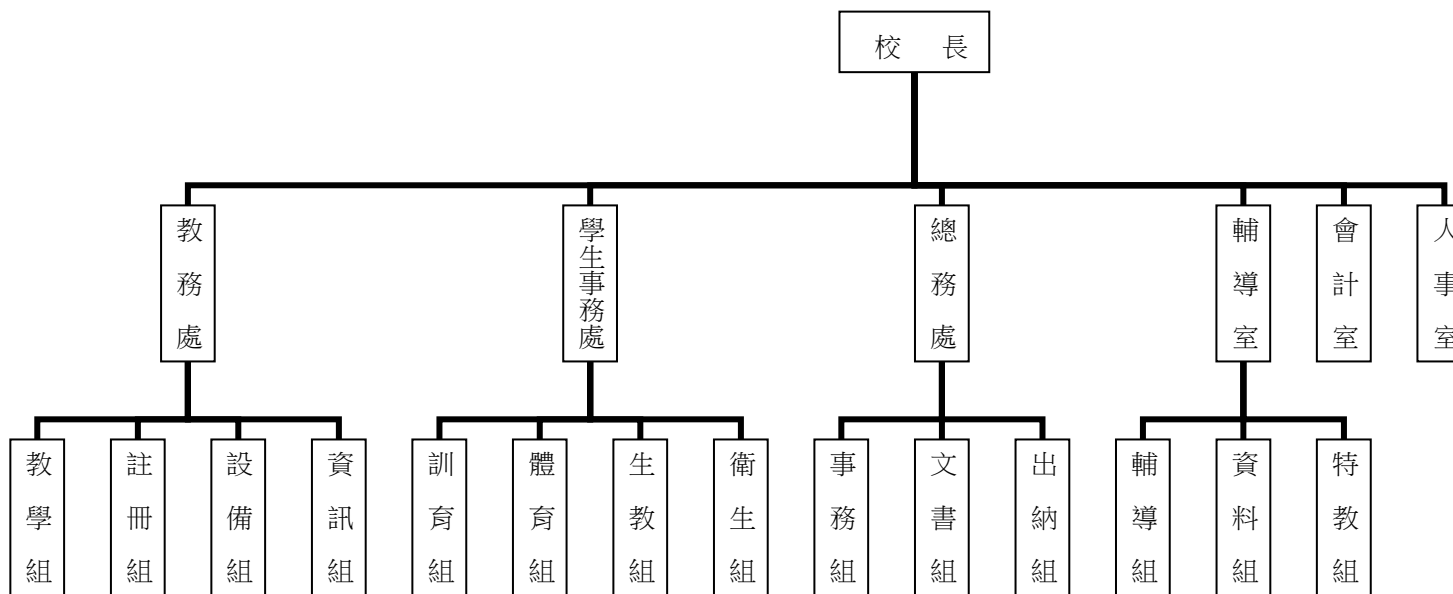 校長
教務處
學生事務處
總務處
輔導室
會計室
人事室
教學組
註冊組
設備組
資訊組
訓育組
體育組
生教組
衛生組
事務組
文書組
出納組
輔導組
資料組
特教組